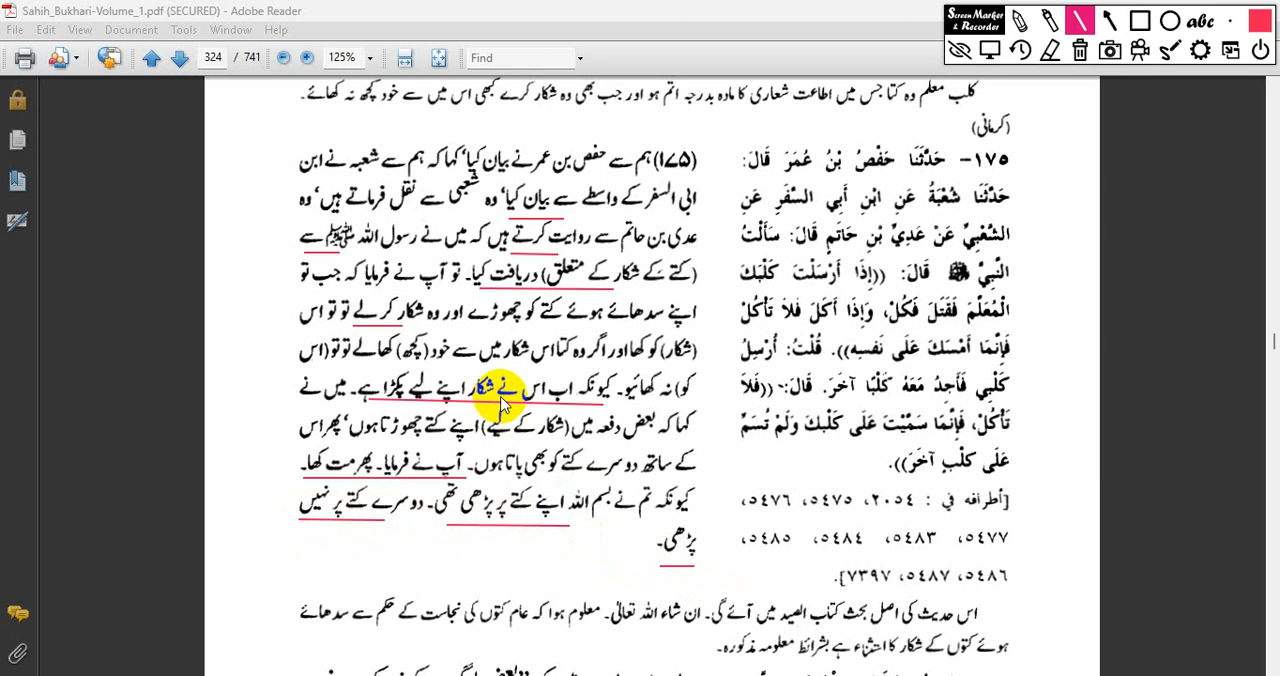 Sahih_Bukhari-Volume_1.pdf (SECURED) - Adobe Reader
File Edit View Document Tools Window Help
Screen Marker & Recorder
abc
324 / 741 125% Find
کلب معلم وہ کتا جس میں اطاعت شعاری کا مادہ بدرجہ اتم ہو اور جب بھی وہ شکار کرے کبھی اس میں سے خود کچھ نہ کھائے۔
(کرمانی)
١٧٥- حَدَّثَنَا حَفْصُ بْنُ عُمَرَ قَالَ:
حَدَّثَنَا شُعْبَةُ عَنِ ابْنِ أَبِي السَّفَرِ عَنِ
الشَّعْبِيِّ عَنْ عَدِيِّ بْنِ حَاتِمٍ قَالَ: سَأَلْتُ
النَّبِيَّ ﷺ قَالَ: ((إِذَا أَرْسَلْتَ كَلْبَكَ
الْمُعَلَّمَ فَقَتَلَ فَكُلْ، وَإِذَا أَكَلَ فَلاَ تَأْكُلْ
فَإِنَّمَا أَمْسَكَ عَلَى نَفْسِهِ)). قُلْتُ: أُرْسِلُ
كَلْبِي فَأَجِدُ مَعَهُ كَلْبًا آخَرَ. قَالَ: ((فَلاَ
تَأْكُلْ، فَإِنَّمَا سَمَّيْتَ عَلَى كَلْبِكَ وَلَمْ تُسَمِّ
عَلَى كَلْبٍ آخَرَ)).
[أطرافه في : ٢٠٥٤، ٥٤٧٥، ٥٤٧٦،
٥٤٧٧، ٥٤٨٣، ٥٤٨٤، ٥٤٨٥،
٥٤٨٦، ٥٤٨٧، ٧٣٩٧].
(۱۷۵) ہم سے حفص بن عمر نے بیان کیا' کہا کہ ہم سے شعبہ نے ابن
ابی السفر کے واسطے سے بیان کیا' وہ شعبی سے نقل فرماتے ہیں' وہ
عدی بن حاتم سے روایت کرتے ہیں کہ میں نے رسول اللہ ﷺ سے
(کتے کے شکار کے متعلق) دریافت کیا۔ تو آپ نے فرمایا کہ جب تو
اپنے سدھائے ہوئے کتے کو چھوڑے اور وہ شکار کر لے تو تو اس
(شکار) کو کھا اور اگر وہ کتا اس شکار میں سے خود (کچھ) کھا لے تو تو (اس
کو) نہ کھائیو۔ کیونکہ اب اس نے شکار اپنے لیے پکڑا ہے۔ میں نے
کہا کہ بعض دفعہ میں (شکار کے لیے) اپنے کتے چھوڑتا ہوں' پھر اس
کے ساتھ دوسرے کتے کو بھی پاتا ہوں۔ آپ نے فرمایا۔ پھر مت کھا۔
کیونکہ تم نے بسم اللہ اپنے کتے پر پڑھی تھی۔ دوسرے کتے پر نہیں
پڑھی۔
اس حدیث کی اصل بحث کتاب الصید میں آئے گی۔ ان شاء اللہ تعالیٰ۔ معلوم ہوا کہ عام کتوں کی نجاست کے حکم سے سدھائے
ہوئے کتوں کے شکار کا استثناء ہے بشرائط معلومہ مذکورہ۔